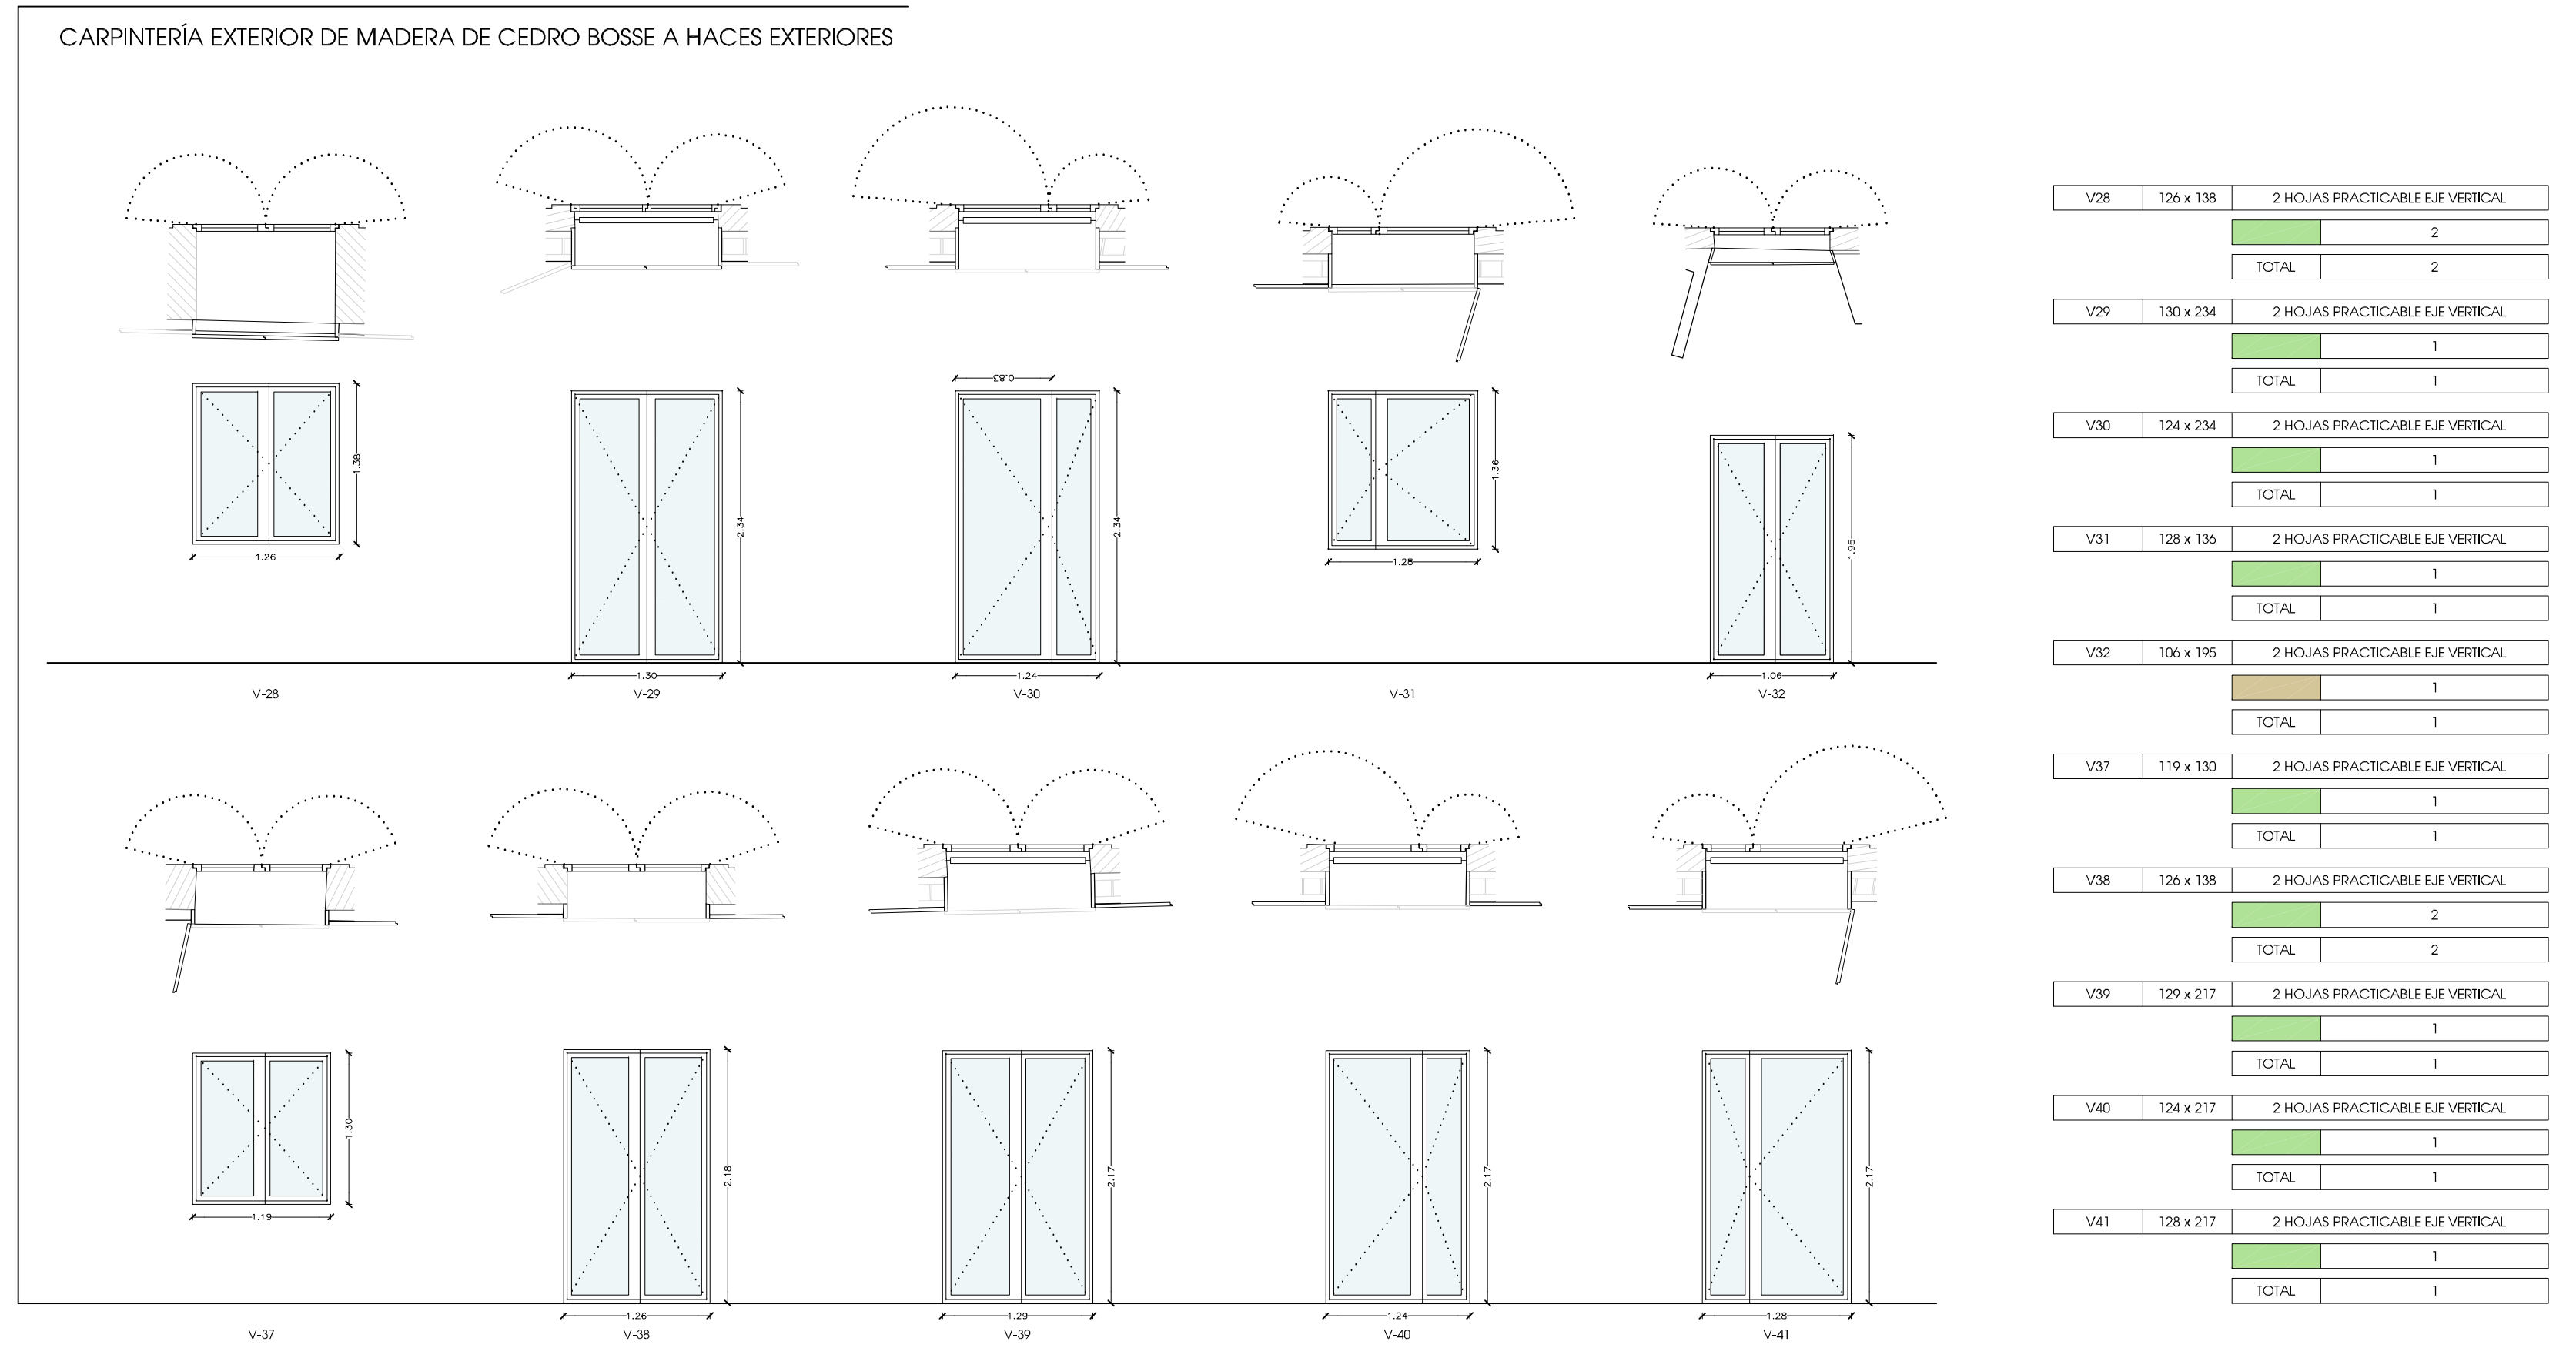 CARPINTERÍA EXTERIOR DE MADERA DE CEDRO BOSSE A HACES EXTERIORES
1.38
1.26
V-28
2.34
1.30
V-29
0.83
2.34
1.24
V-30
1.36
1.28
V-31
1.95
1.06
V-32
1.30
1.19
V-37
2.18
1.26
V-38
2.17
1.29
V-39
2.17
1.24
V-40
2.17
1.28
V-41
V28 126 x 138 2 HOJAS PRACTICABLE EJE VERTICAL
2
TOTAL 2
V29 130 x 234 2 HOJAS PRACTICABLE EJE VERTICAL
1
TOTAL 1
V30 124 x 234 2 HOJAS PRACTICABLE EJE VERTICAL
1
TOTAL 1
V31 128 x 136 2 HOJAS PRACTICABLE EJE VERTICAL
1
TOTAL 1
V32 106 x 195 2 HOJAS PRACTICABLE EJE VERTICAL
1
TOTAL 1
V37 119 x 130 2 HOJAS PRACTICABLE EJE VERTICAL
1
TOTAL 1
V38 126 x 138 2 HOJAS PRACTICABLE EJE VERTICAL
2
TOTAL 2
V39 129 x 217 2 HOJAS PRACTICABLE EJE VERTICAL
1
TOTAL 1
V40 124 x 217 2 HOJAS PRACTICABLE EJE VERTICAL
1
TOTAL 1
V41 128 x 217 2 HOJAS PRACTICABLE EJE VERTICAL
1
TOTAL 1